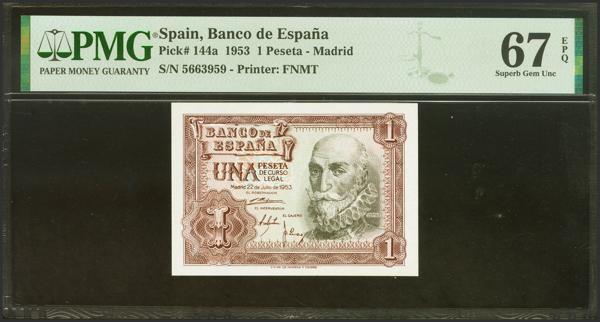 PMG
PAPER MONEY GUARANTY
®Spain, Banco de España
Pick# 144a 1953 1 Peseta - Madrid
S/N 5663959 - Printer: FNMT
67 EPQ
Superb Gem Unc
1
BANCO DE
ESPAÑA
UNA PESETA
DE CURSO
LEGAL
Madrid 22 de Julio de 1953
EL GOBERNADOR
EL INTERVENTOR
EL CAJERO
1
1